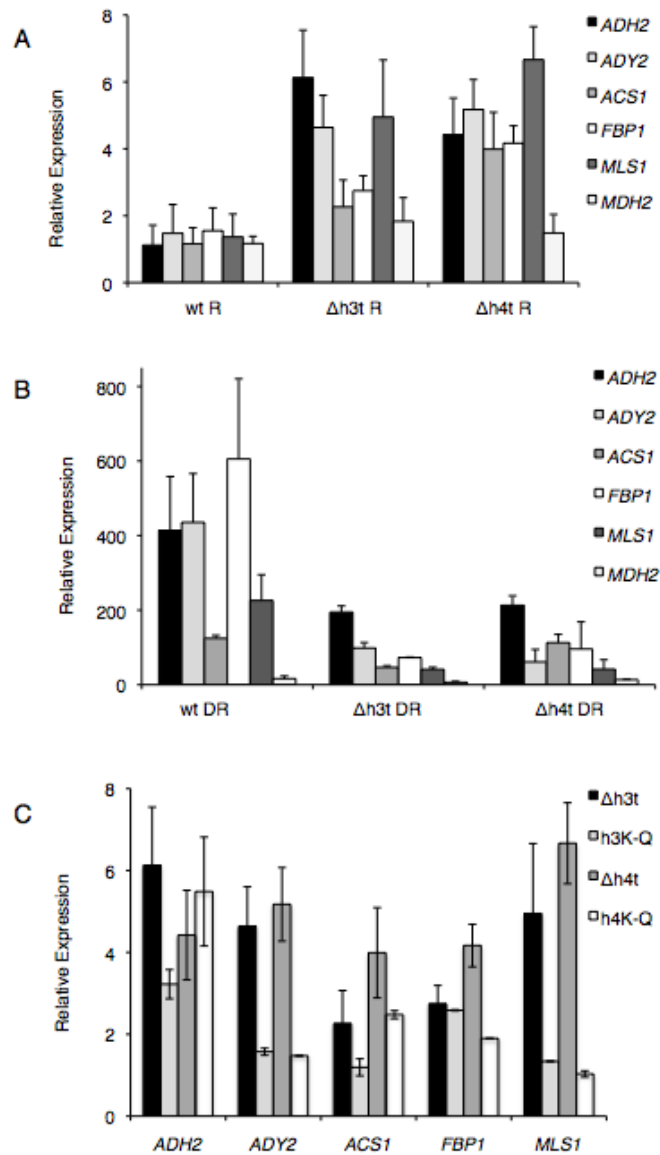 A
8
6
4
2
0
Relative Expression
wt R
Δh3t R
Δh4t R
ADH2
ADY2
ACS1
FBP1
MLS1
MDH2
B
800
600
400
200
0
Relative Expression
wt DR
Δh3t DR
Δh4t DR
ADH2
ADY2
ACS1
FBP1
MLS1
MDH2
C
8
6
4
2
0
Relative Expression
ADH2
ADY2
ACS1
FBP1
MLS1
Δh3t
h3K-Q
Δh4t
h4K-Q